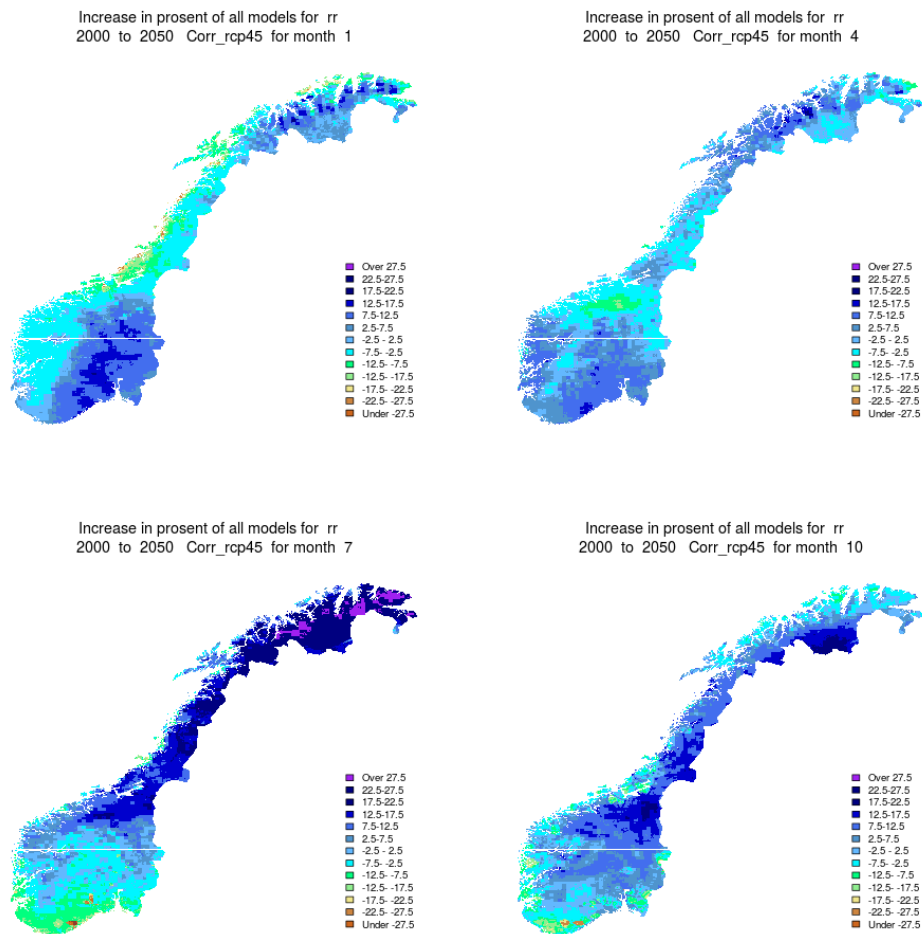 Increase in prosent of all models for rr
2000 to 2050 Corr_rcp45 for month 1
Over 27.5
22.5-27.5
17.5-22.5
12.5-17.5
7.5-12.5
2.5-7.5
-2.5 - 2.5
-7.5- -2.5
-12.5- -7.5
-12.5- -17.5
-17.5- -22.5
-22.5- -27.5
Under -27.5
Increase in prosent of all models for rr
2000 to 2050 Corr_rcp45 for month 4
Over 27.5
22.5-27.5
17.5-22.5
12.5-17.5
7.5-12.5
2.5-7.5
-2.5 - 2.5
-7.5- -2.5
-12.5- -7.5
-12.5- -17.5
-17.5- -22.5
-22.5- -27.5
Under -27.5
Increase in prosent of all models for rr
2000 to 2050 Corr_rcp45 for month 7
Over 27.5
22.5-27.5
17.5-22.5
12.5-17.5
7.5-12.5
2.5-7.5
-2.5 - 2.5
-7.5- -2.5
-12.5- -7.5
-12.5- -17.5
-17.5- -22.5
-22.5- -27.5
Under -27.5
Increase in prosent of all models for rr
2000 to 2050 Corr_rcp45 for month 10
Over 27.5
22.5-27.5
17.5-22.5
12.5-17.5
7.5-12.5
2.5-7.5
-2.5 - 2.5
-7.5- -2.5
-12.5- -7.5
-12.5- -17.5
-17.5- -22.5
-22.5- -27.5
Under -27.5